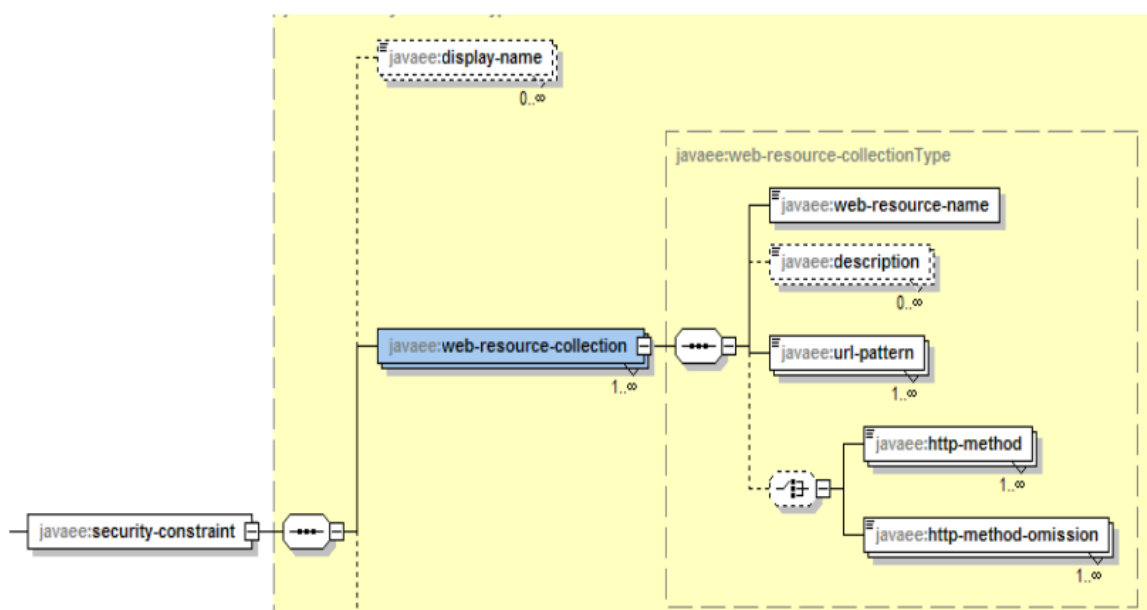 javaee:display-name
0..∞
javaee:web-resource-collectionType
javaee:web-resource-name
javaee:description
0..∞
javaee:web-resource-collection
1..∞
javaee:url-pattern
1..∞
javaee:http-method
1..∞
javaee:security-constraint
javaee:http-method-omission
1..∞